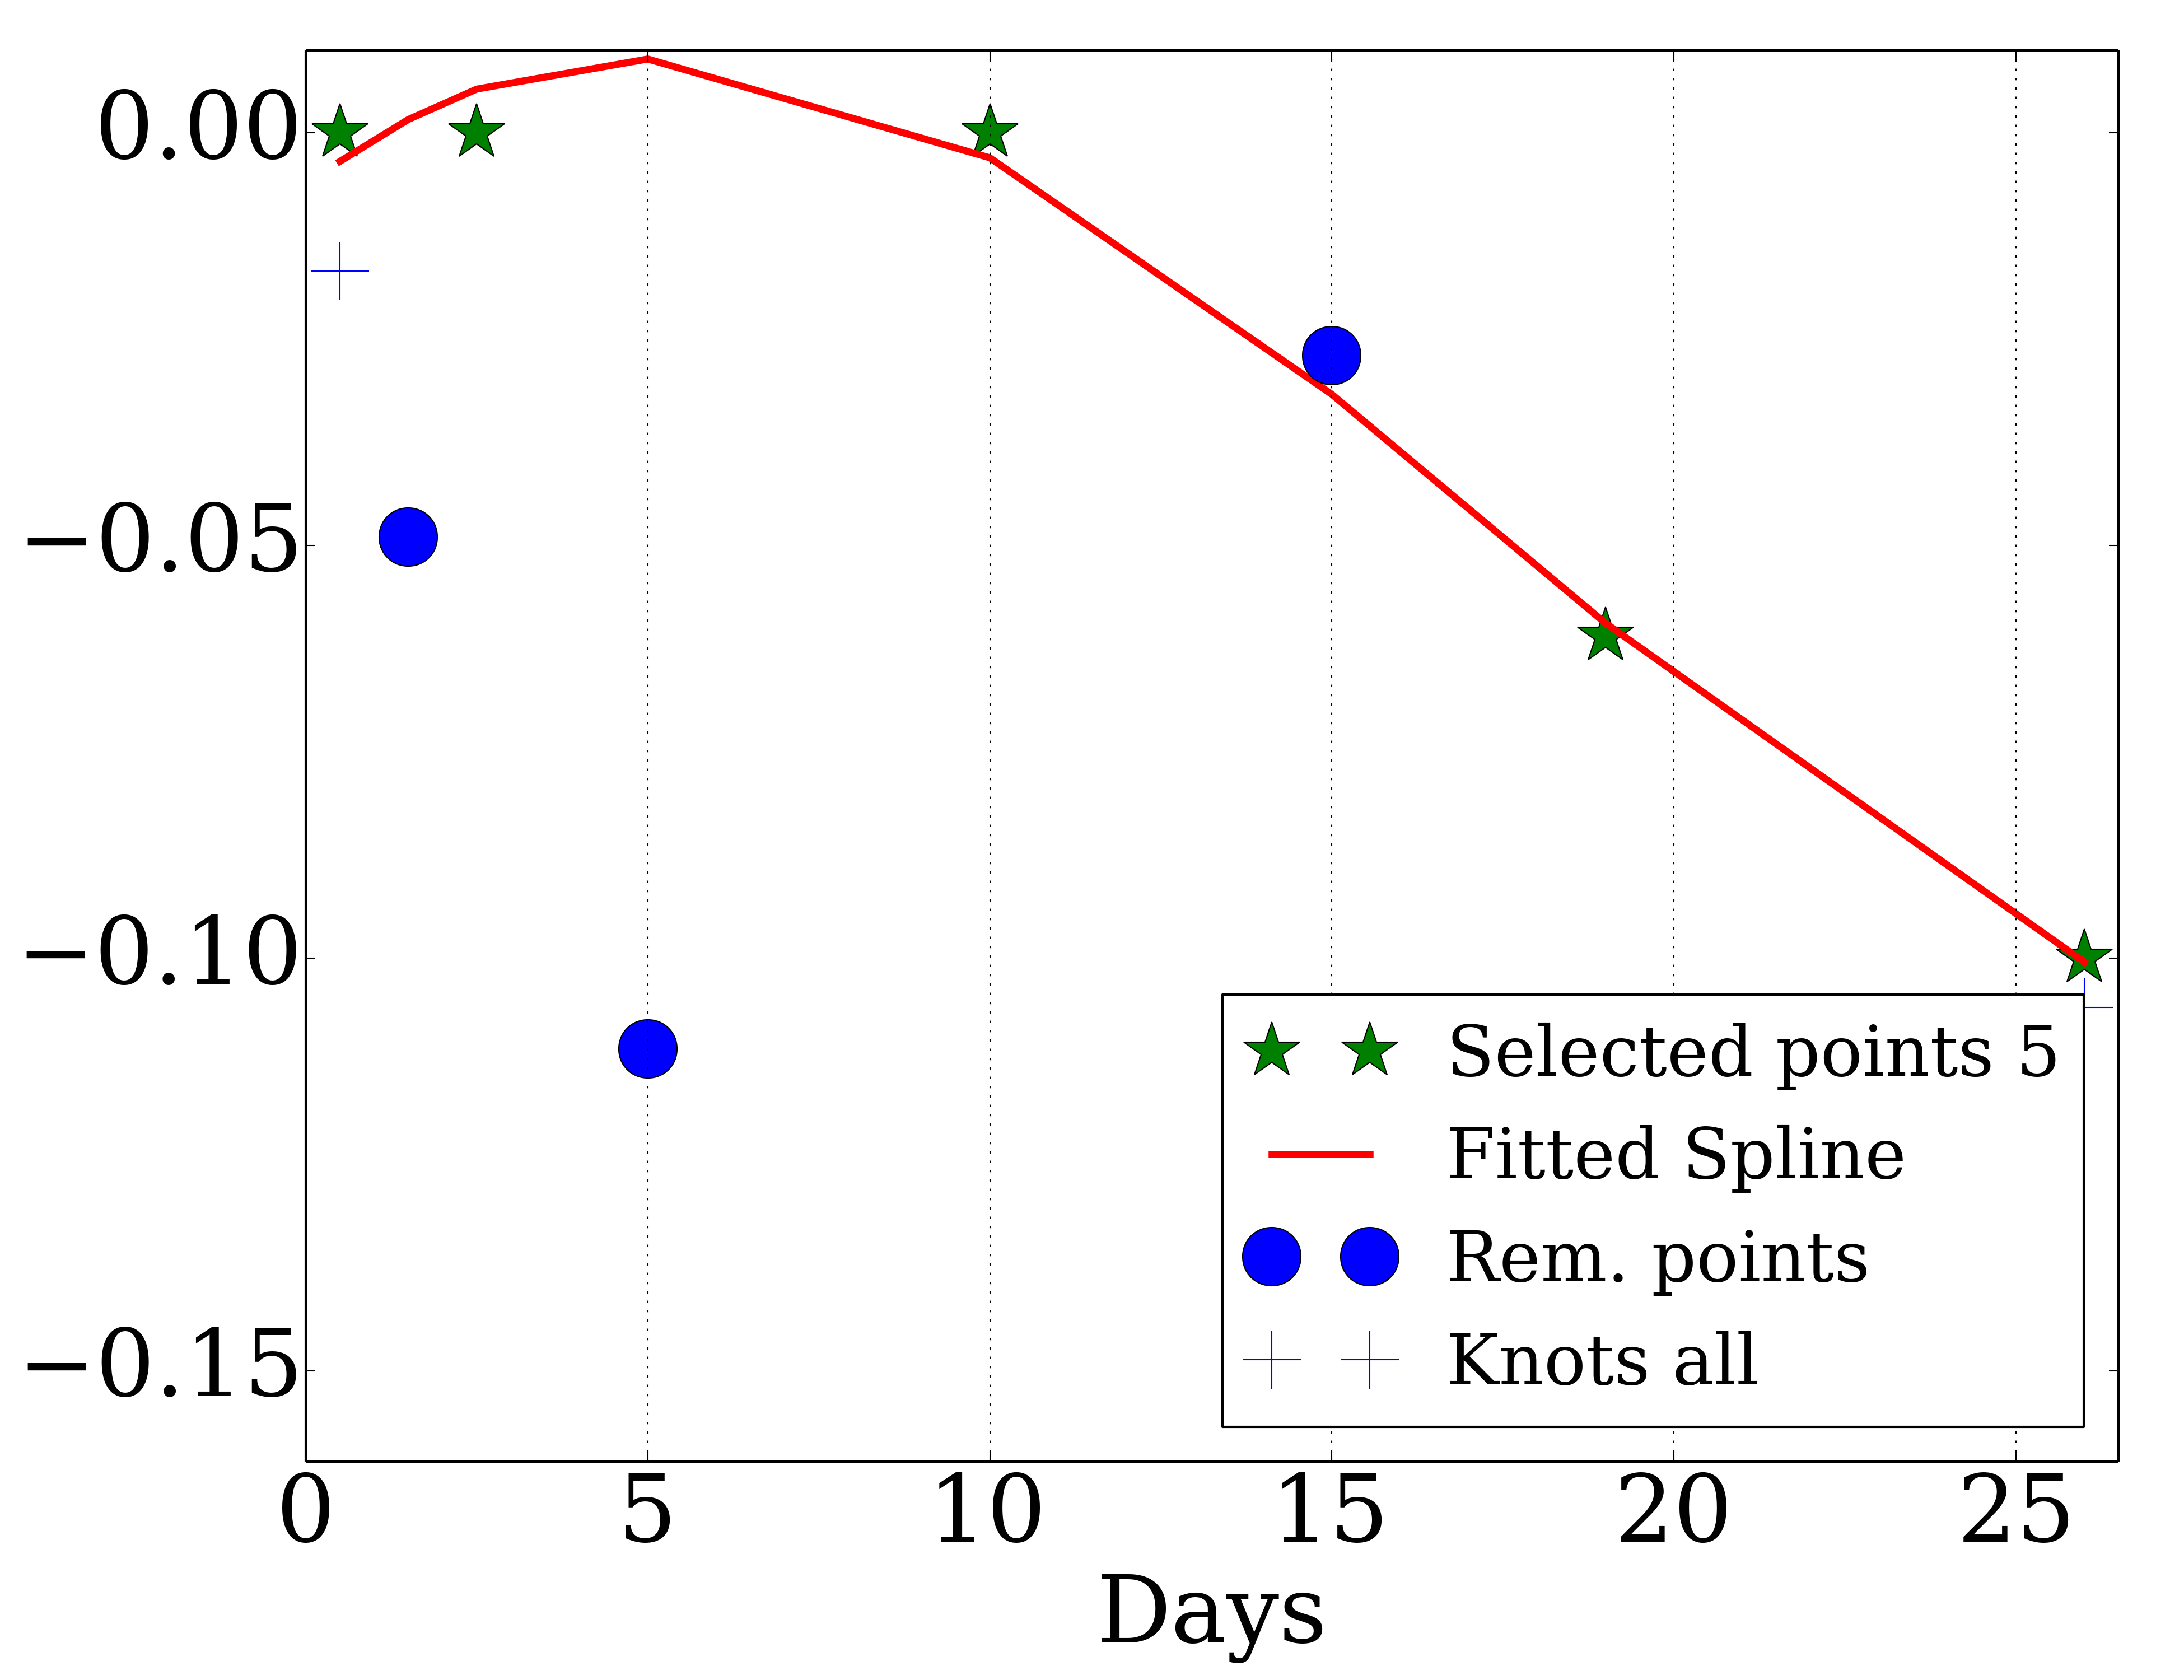 0.00
−0.05
−0.10
−0.15
Selected points 5
Fitted Spline
Rem. points
Knots all
0 5 10 15 20 25
Days